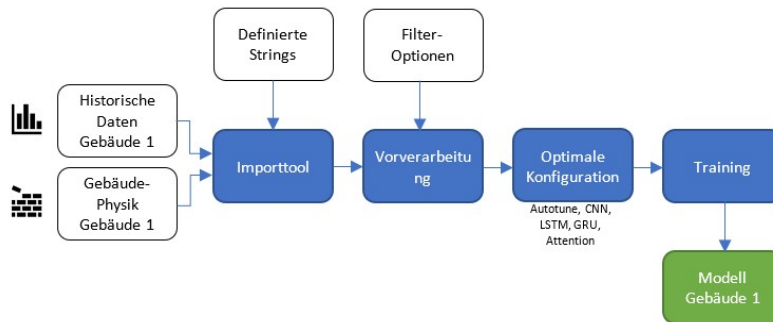 Definierte
Strings
Filter-
Optionen
Historische
Daten
Gebäude 1
Gebäude-
Physik
Gebäude 1
Importtool
Vorverarbeitu
ng
Optimale
Konfiguration
Autotune, CNN,
LSTM, GRU,
Attention
Training
Modell
Gebäude 1